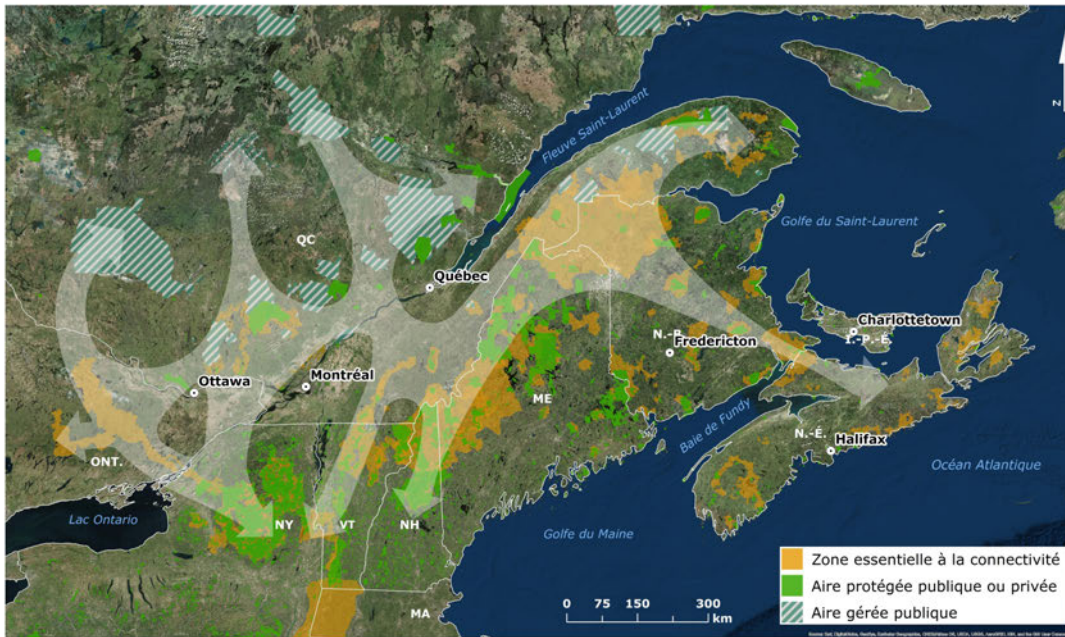 N
Fleuve Saint-Laurent
Golfe du Saint-Laurent
QC
Québec
Charlottetown
Î.-P.-É.
N.-B.
Fredericton
Ottawa
Montréal
ME
Baie de Fundy
N.-É.
Halifax
ONT.
Océan Atlantique
Lac Ontario
NY
VT
NH
Golfe du Maine
MA
Zone essentielle à la connectivité
Aire protégée publique ou privée
Aire gérée publique
0 75 150 300
km